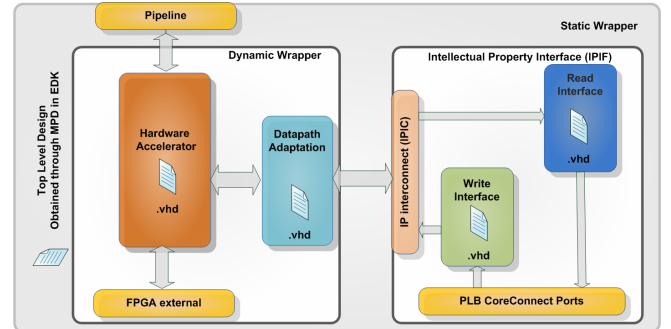 Pipeline
Static Wrapper
Dynamic Wrapper
Intellectual Property Interface (IPIF)
Top Level Design
Obtained through MPD in EDK
Hardware
Accelerator
.vhd
Datapath
Adaptation
.vhd
IP interconnect (IPIC)
Read
Interface
.vhd
Write
Interface
.vhd
FPGA external
PLB CoreConnect Ports